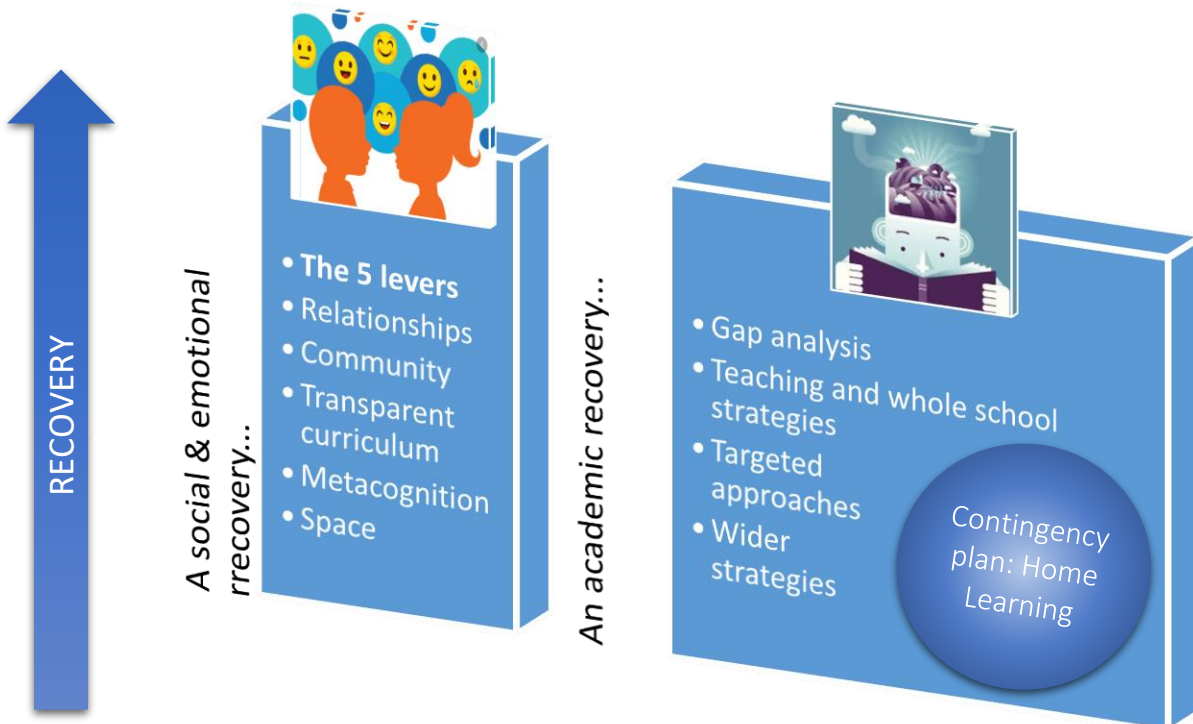 RECOVERY
A social & emotional
rrecovery...
• The 5 levers
• Relationships
• Community
• Transparent
curriculum
• Metacognition
• Space
An academic recovery...
• Gap analysis
• Teaching and whole school
strategies
• Targeted
approaches
• Wider
strategies
Contingency
plan: Home
Learning